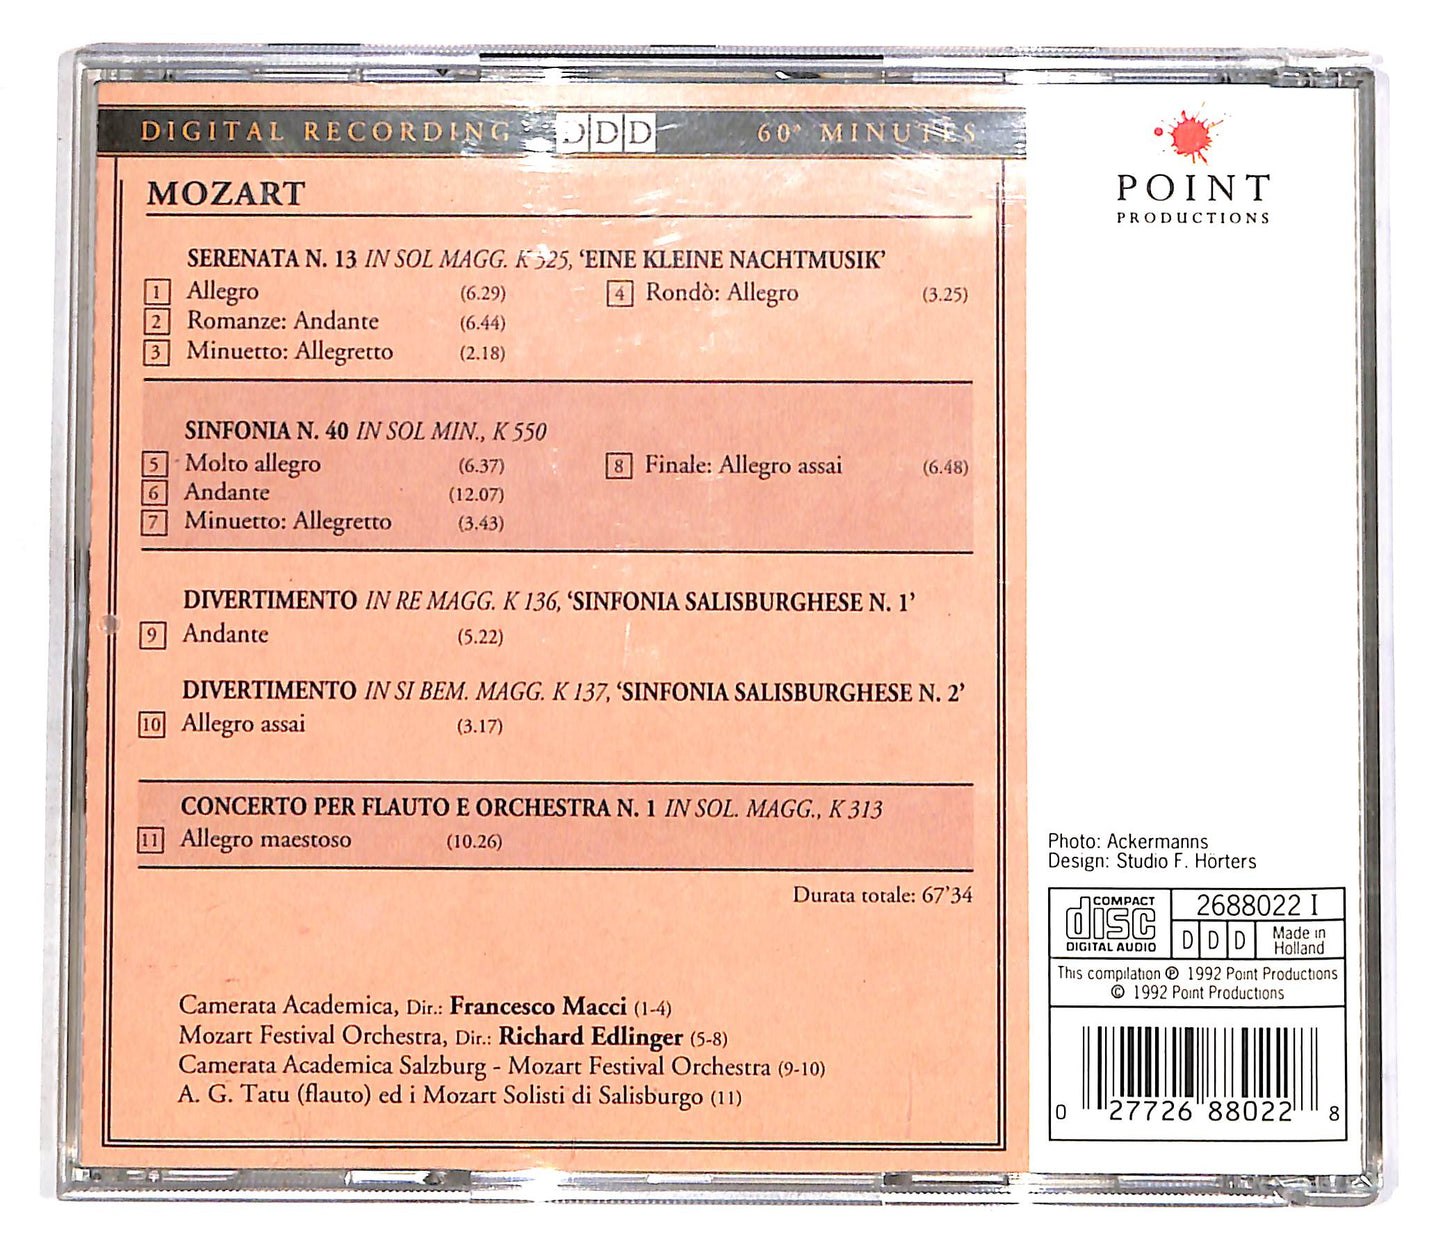 DIGITAL RECORDING DDD 60' MINUTES
MOZART
SERENATA N. 13 IN SOL MAGG. K 525, 'EINE KLEINE NACHTMUSIK'
1 Allegro (6.29)
2 Romanze: Andante (6.44)
3 Minuetto: Allegretto (2.18)
4 Rondò: Allegro (3.25)
SINFONIA N. 40 IN SOL MIN., K 550
5 Molto allegro (6.37)
6 Andante (12.07)
7 Minuetto: Allegretto (3.43)
8 Finale: Allegro assai (6.48)
DIVERTIMENTO IN RE MAGG. K 136, 'SINFONIA SALISBURGHESE N. 1'
9 Andante (5.22)
DIVERTIMENTO IN SI BEM. MAGG. K 137, 'SINFONIA SALISBURGHESE N. 2'
10 Allegro assai (3.17)
CONCERTO PER FLAUTO E ORCHESTRA N. 1 IN SOL. MAGG., K 313
11 Allegro maestoso (10.26)
Durata totale: 67'34
Camerata Academica, Dir.: Francesco Macci (1-4)
Mozart Festival Orchestra, Dir.: Richard Edlinger (5-8)
Camerata Academica Salzburg - Mozart Festival Orchestra (9-10)
A. G. Tatu (flauto) ed i Mozart Solisti di Salisburgo (11)
POINT
PRODUCTIONS
Photo: Ackermanns
Design: Studio F. Hörters
COMPACT
disc
DIGITAL AUDIO
2688022 I
D D D
Made in
Holland
This compilation ℗ 1992 Point Productions
© 1992 Point Productions
0 27726 88022 8